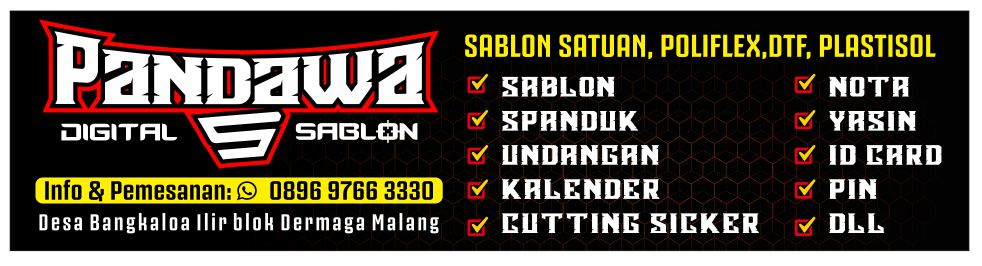 PANDAWA
DIGITAL SABLON
Info & Pemesanan: 0896 9766 3330
Desa Bangkaloa Ilir blok Dermaga Malang
SABLON SATUAN, POLIFLEX,DTF, PLASTISOL
SABLON
SPANDUK
UNDANGAN
KALENDER
CUTTING SICKER
NOTA
YASIN
ID CARD
PIN
DLL